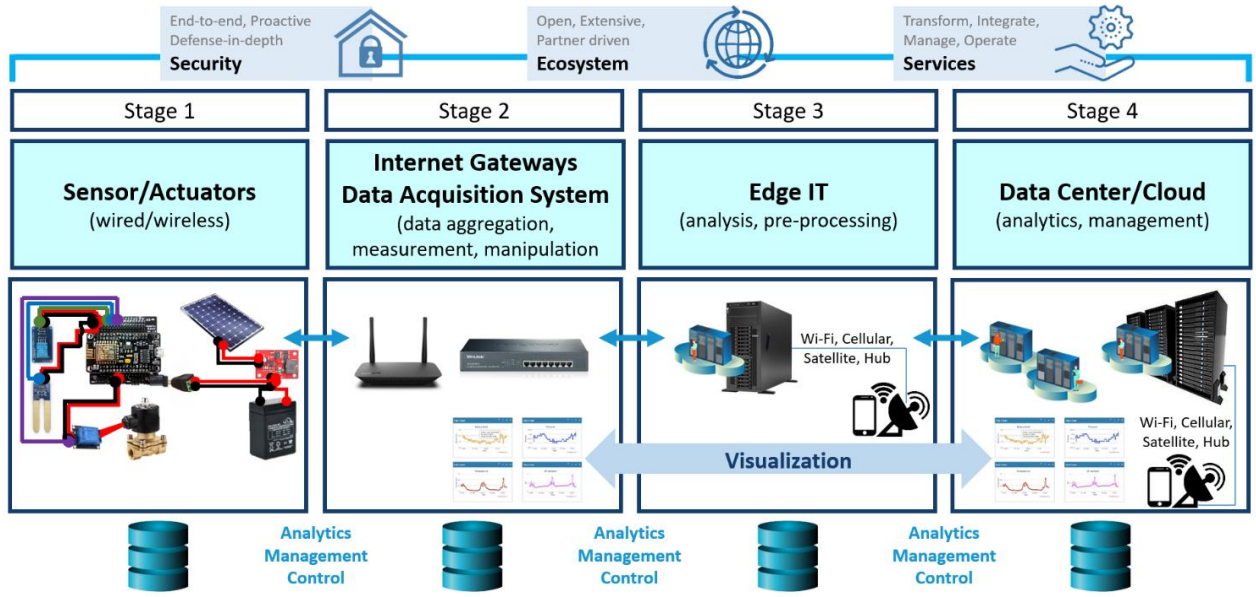 End-to-end, Proactive
Defense-in-depth
Security
Open, Extensive,
Partner driven
Ecosystem
Transform, Integrate,
Manage, Operate
Services
Stage 1
Stage 2
Stage 3
Stage 4
Sensor/Actuators
(wired/wireless)
Internet Gateways
Data Acquisition System
(data aggregation,
measurement, manipulation
Edge IT
(analysis, pre-processing)
Data Center/Cloud
(analytics, management)
Wi-Fi, Cellular,
Satellite, Hub
Wi-Fi, Cellular,
Satellite, Hub
Visualization
Analytics
Management
Control
Analytics
Management
Control
Analytics
Management
Control